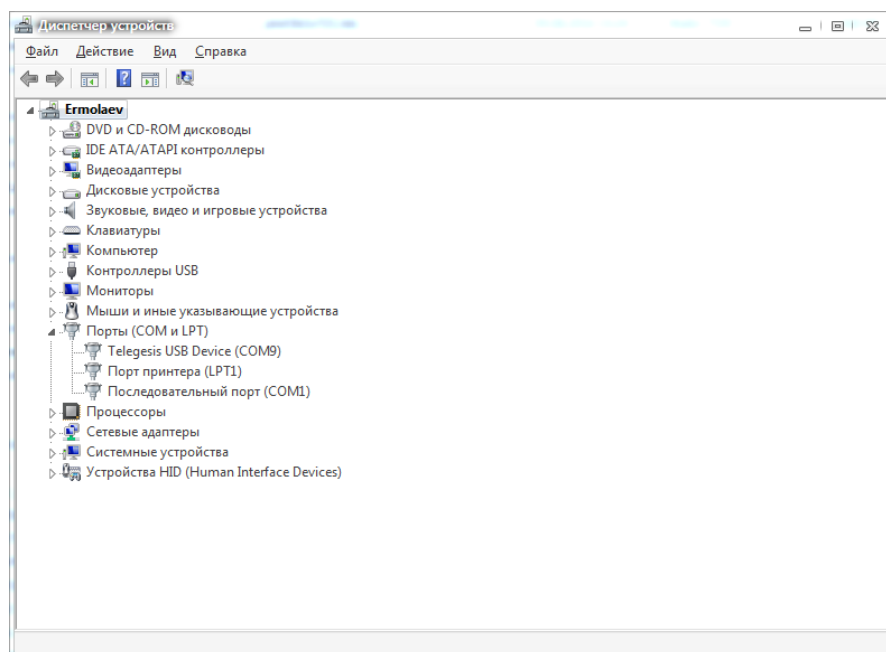 Диспетчер устройств
Файл Действие Вид Справка
Ermolaev
DVD и CD-ROM дисководы
IDE ATA/ATAPI контроллеры
Видеоадаптеры
Дисковые устройства
Звуковые, видео и игровые устройства
Клавиатуры
Компьютер
Контроллеры USB
Мониторы
Мыши и иные указывающие устройства
Порты (COM и LPT)
Telegesis USB Device (COM9)
Порт принтера (LPT1)
Последовательный порт (COM1)
Процессоры
Сетевые адаптеры
Системные устройства
Устройства HID (Human Interface Devices)